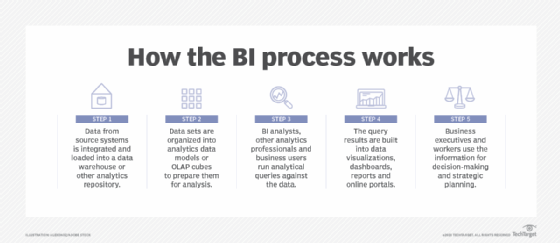 How the BI process works
STEP 1
Data from
source systems
is integrated and
loaded into a data
warehouse or
other analytics
repository.
STEP 2
Data sets are
organized into
analytics data
models or
OLAP cubes
to prepare them
for analysis.
STEP 3
BI analysts,
other analytics
professionals and
business users
run analytical
queries against
the data.
STEP 4
The query
results are built
into data
visualizations,
dashboards,
reports and
online portals.
STEP 5
Business
executives and
workers use the
information for
decision-making
and strategic
planning.
TechTarget